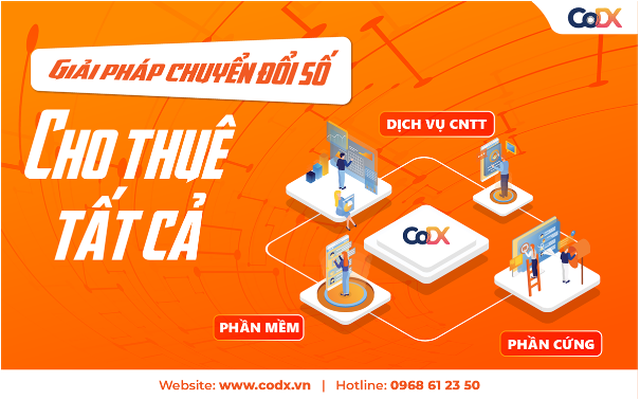 CoDX
GIẢI PHÁP CHUYỂN ĐỔI SỐ
CHO THUÊ
TẤT CẢ
DỊCH VỤ CNTT
CoDX
PHẦN MỀM
PHẦN CỨNG
Website: www.codx.vn | Hotline: 0968 61 23 50